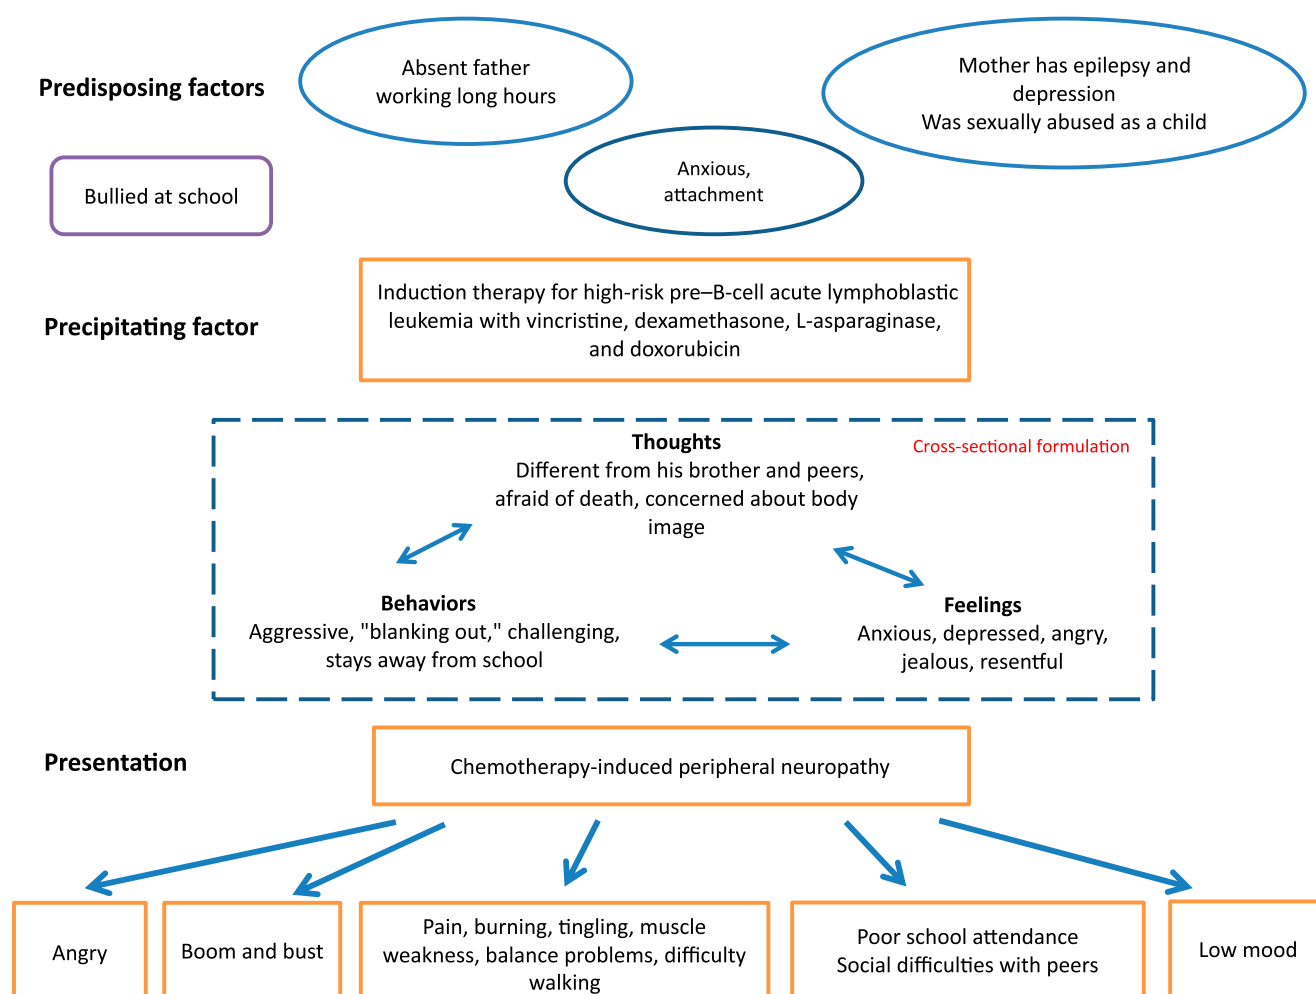 Predisposing factors
Absent father
working long hours
Mother has epilepsy and
depression
Was sexually abused as a child
Anxious,
attachment
Bullied at school
Precipitating factor
Induction therapy for high-risk pre–B-cell acute lymphoblastic
leukemia with vincristine, dexamethasone, L-asparaginase,
and doxorubicin
Cross-sectional formulation
Thoughts
Different from his brother and peers,
afraid of death, concerned about body
image
Behaviors
Aggressive, "blanking out," challenging,
stays away from school
Feelings
Anxious, depressed, angry,
jealous, resentful
Presentation
Chemotherapy-induced peripheral neuropathy
Angry
Boom and bust
Pain, burning, tingling, muscle
weakness, balance problems, difficulty
walking
Poor school attendance
Social difficulties with peers
Low mood